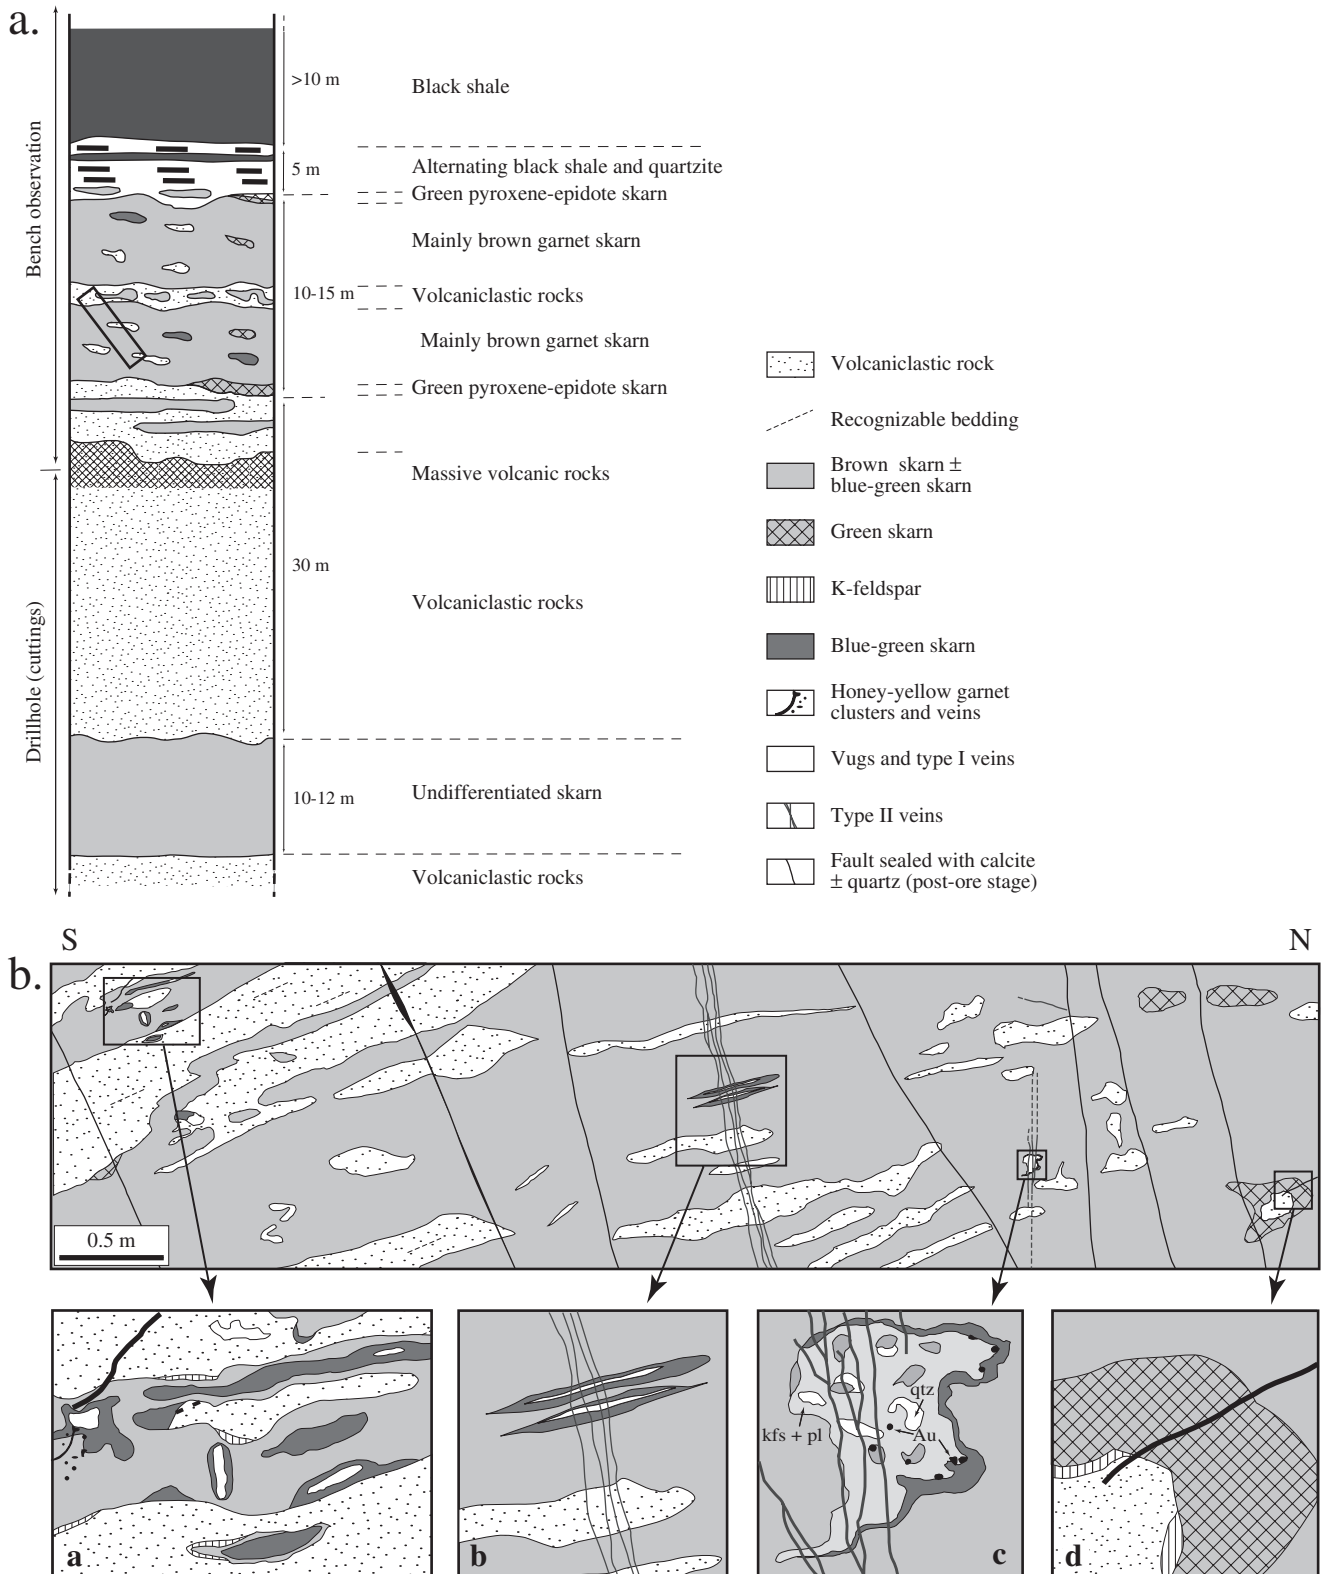 a.
Bench observation
Drillhole (cuttings)
>10 m
Black shale
5 m
Alternating black shale and quartzite
Green pyroxene-epidote skarn
Mainly brown garnet skarn
10-15 m
Volcaniclastic rocks
Mainly brown garnet skarn
Green pyroxene-epidote skarn
Massive volcanic rocks
30 m
Volcaniclastic rocks
10-12 m
Undifferentiated skarn
Volcaniclastic rocks
Volcaniclastic rock
Recognizable bedding
Brown skarn ±
blue-green skarn
Green skarn
K-feldspar
Blue-green skarn
Honey-yellow garnet
clusters and veins
Vugs and type I veins
Type II veins
Fault sealed with calcite
± quartz (post-ore stage)
S
N
b.
0.5 m
a
b
qtz
kfs + pl
Au
c
d